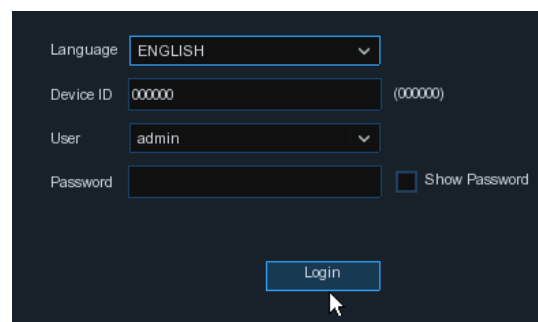 Language ENGLISH
Device ID 000000 (000000)
User admin
Password Show Password
Login